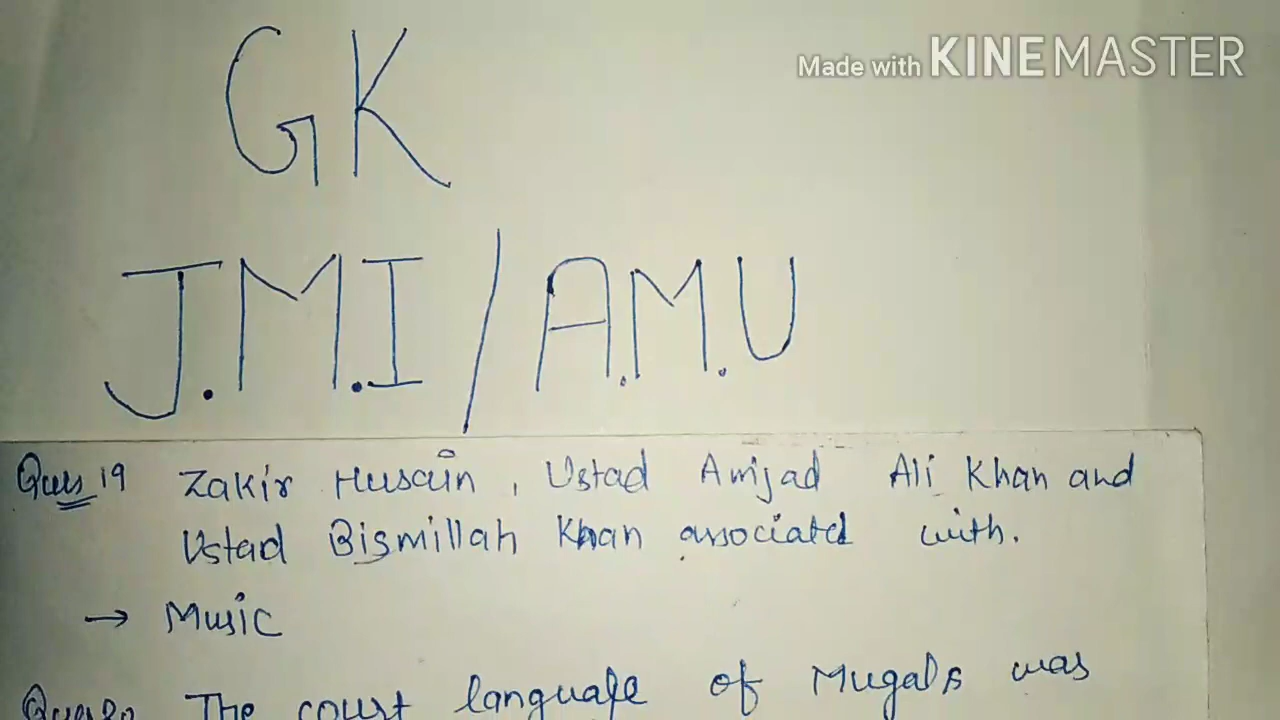 GK
Made with KINEMASTER
J.M.I/A.M.U
Ques 19 Zakir Husain, Ustad Amjad Ali Khan and
Ustad Bismillah Khan associated with.
→ Music
Ques20 The court language of Mugals was